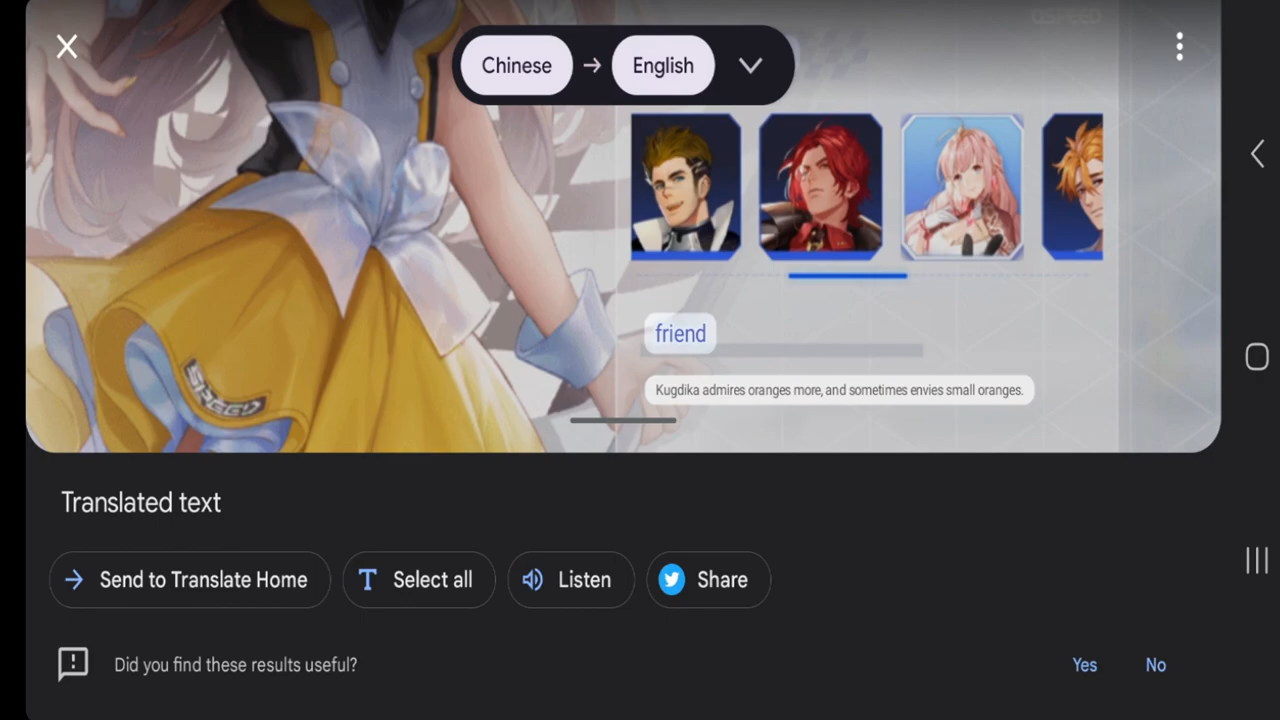 Chinese → English
friend
Kugdika admires oranges more, and sometimes envies small oranges.
SPEED
Translated text
Send to Translate Home
Select all
Listen
Share
Did you find these results useful?
Yes
No